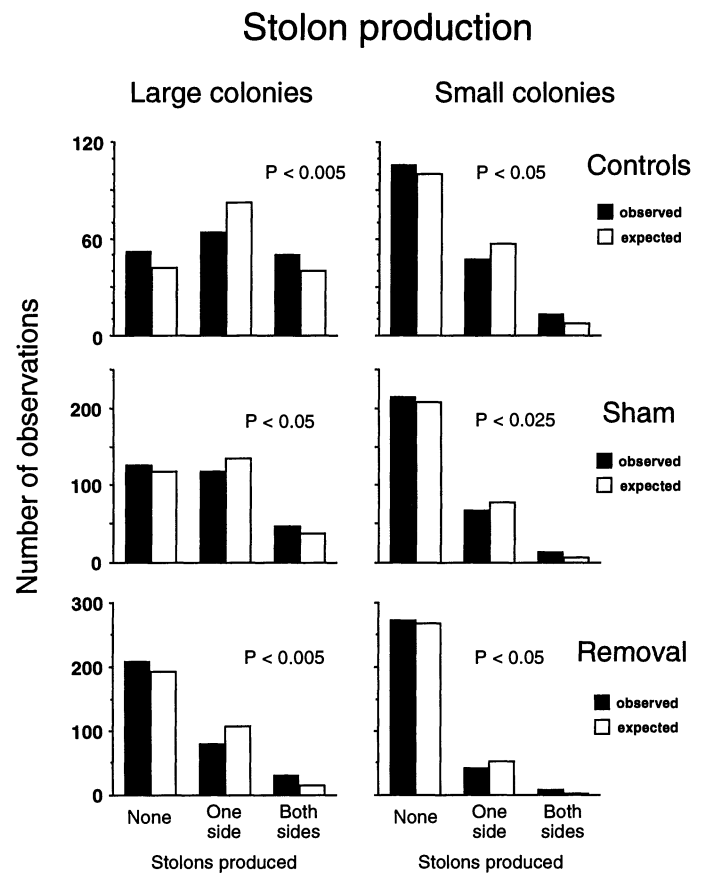 Stolon production
Large colonies
Small colonies
Number of observations
120
60
0
P < 0.005
P < 0.05
Controls
observed
expected
200
100
0
P < 0.05
P < 0.025
Sham
observed
expected
300
200
100
0
P < 0.005
P < 0.05
Removal
observed
expected
None
One
side
Both
sides
None
One
side
Both
sides
Stolons produced
Stolons produced